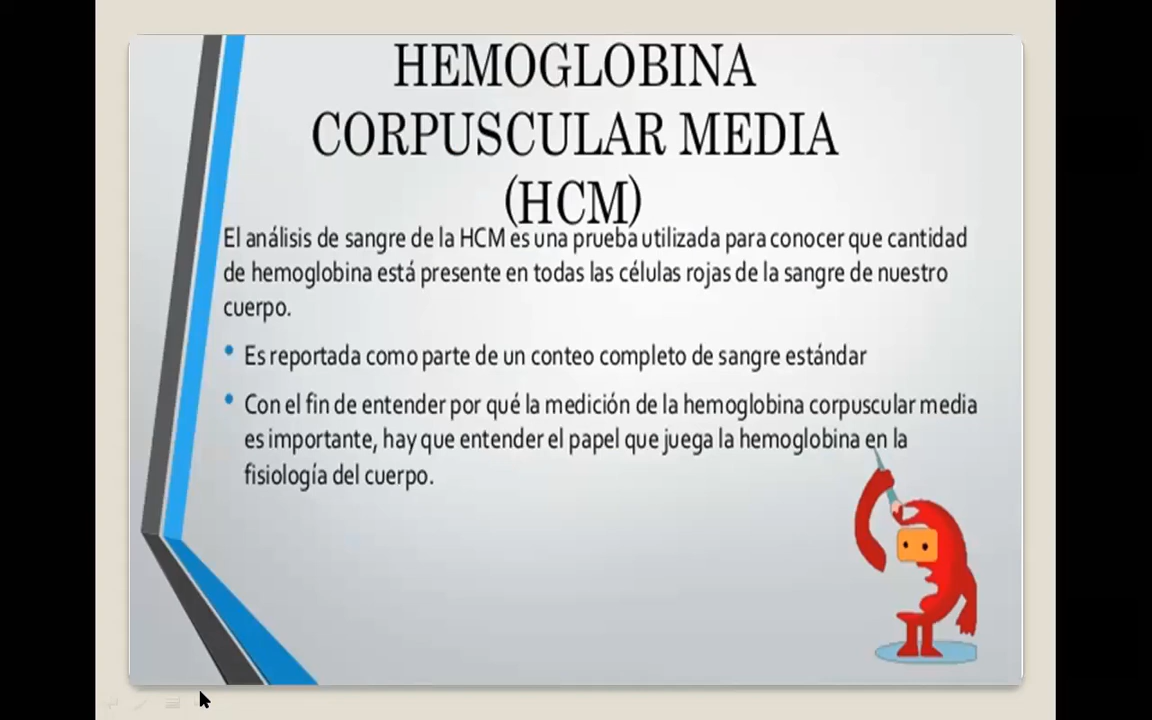 HEMOGLOBINA
CORPUSCULAR MEDIA
(HCM)
El análisis de sangre de la HCM es una prueba utilizada para conocer que cantidad
de hemoglobina está presente en todas las células rojas de la sangre de nuestro
cuerpo.
• Es reportada como parte de un conteo completo de sangre estándar
• Con el fin de entender por qué la medición de la hemoglobina corpuscular media
es importante, hay que entender el papel que juega la hemoglobina en la
fisiología del cuerpo.